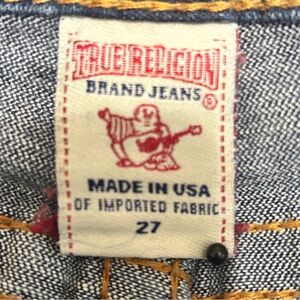 TRUE RELIGION
BRAND JEANS ®
MADE IN USA
OF IMPORTED FABRIC
27